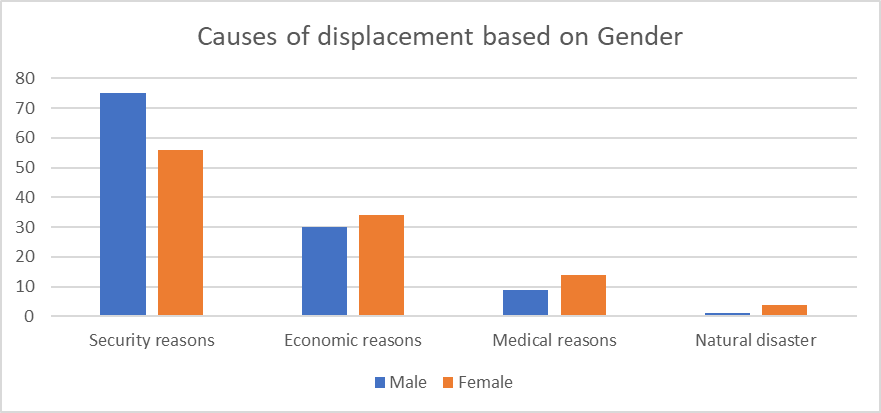 Causes of displacement based on Gender
80
70
60
50
40
30
20
10
0
Security reasons
Economic reasons
Medical reasons
Natural disaster
Male
Female